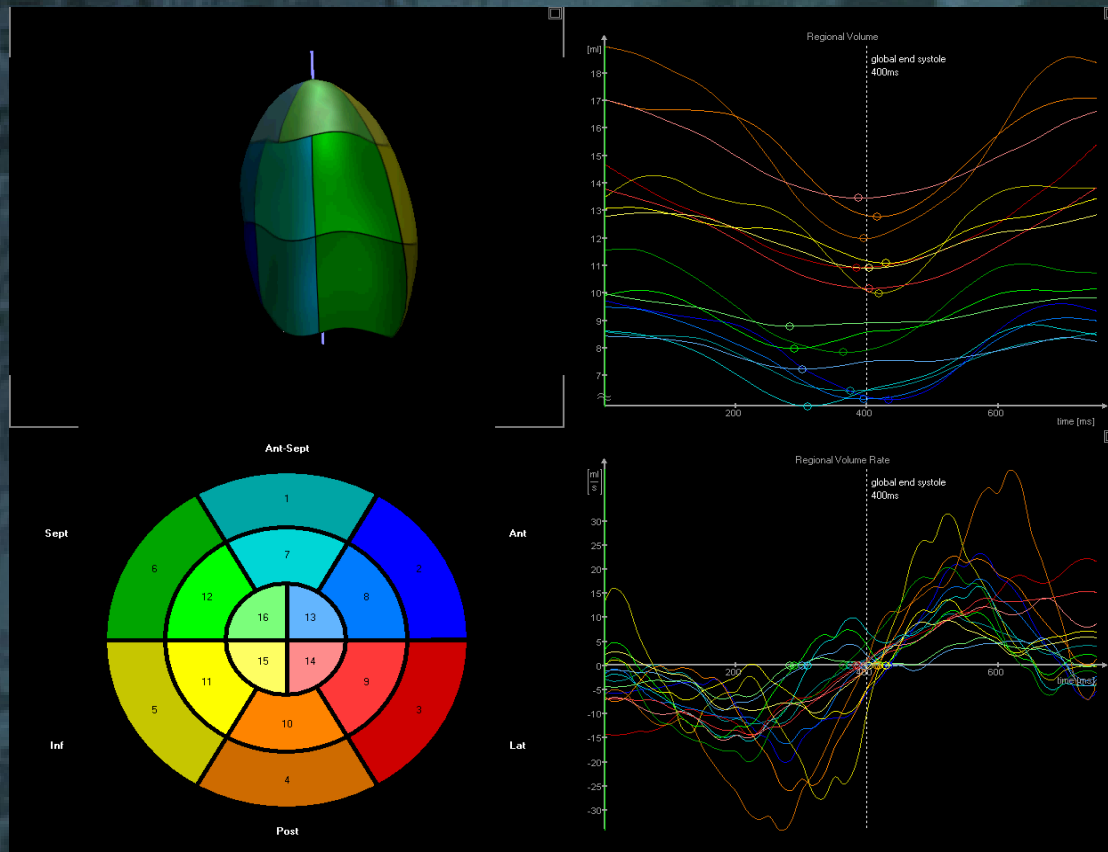 Regional Volume
[ml]
global end systole
400ms
18
17
16
15
14
13
12
11
10
9
8
7
200
400
600
time [ms]
Ant-Sept
Sept
Ant
Inf
Lat
Post
1
2
3
4
5
6
7
8
9
10
11
12
13
14
15
16
Regional Volume Rate
[ml/s]
global end systole
400ms
30
25
20
15
10
5
0
-5
-10
-15
-20
-25
-30
200
400
600
time [ms]